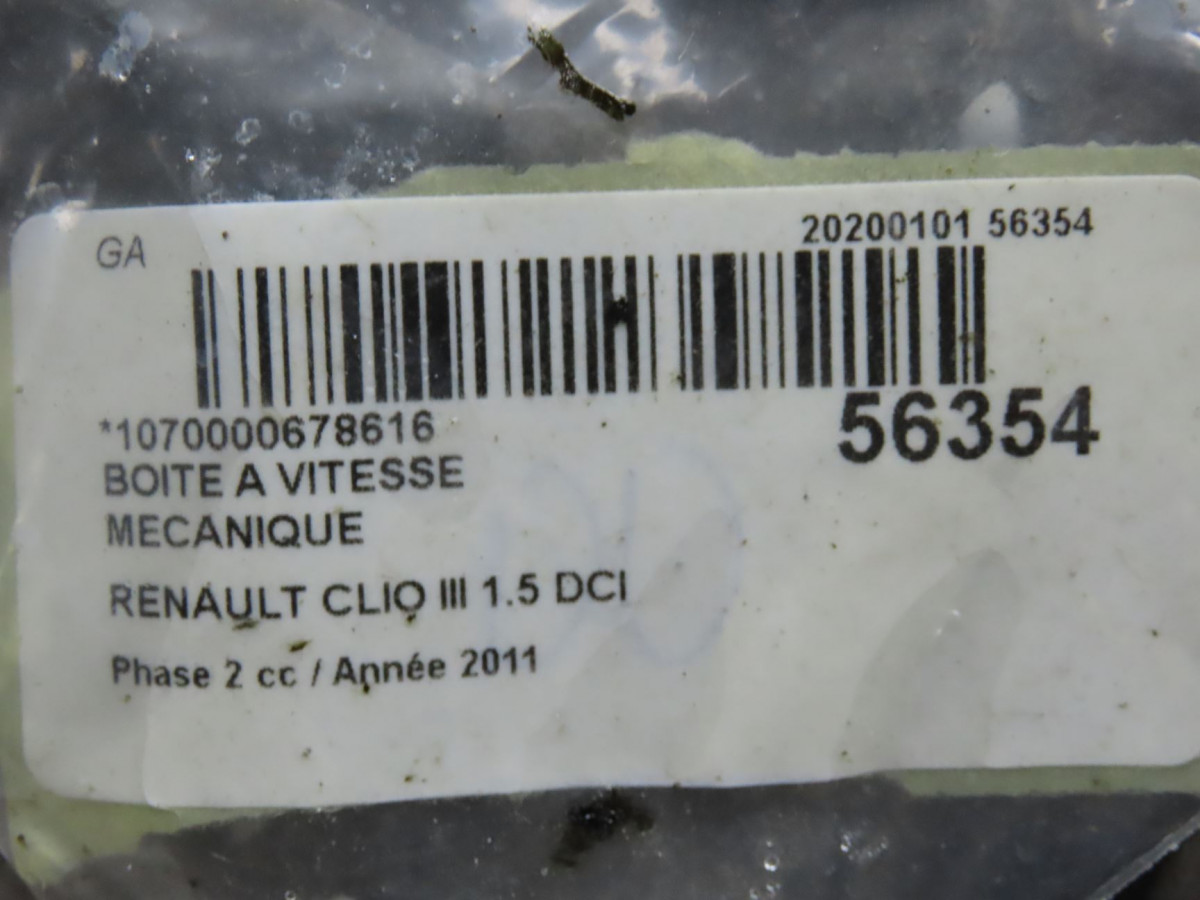 GA
20200101 56354
*1070000678616
56354
BOITE A VITESSE
MECANIQUE
RENAULT CLIO III 1.5 DCI
Phase 2 cc / Année 2011